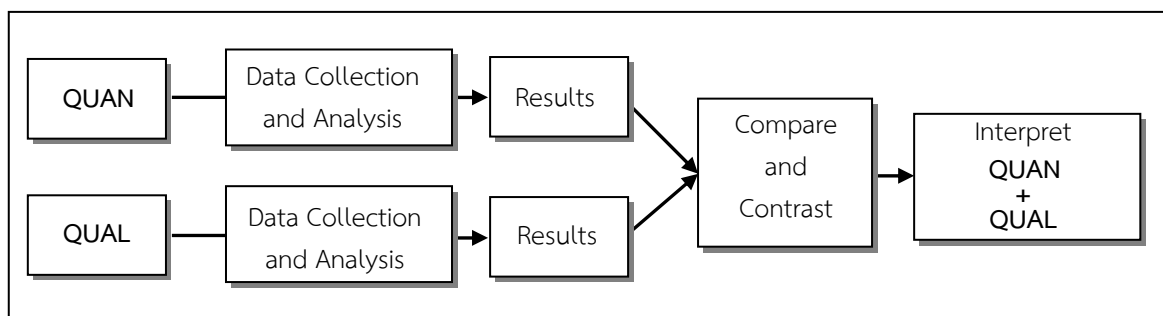 QUAN
Data Collection
and Analysis
Results
QUAL
Data Collection
and Analysis
Results
Compare
and
Contrast
Interpret
QUAN
+
QUAL